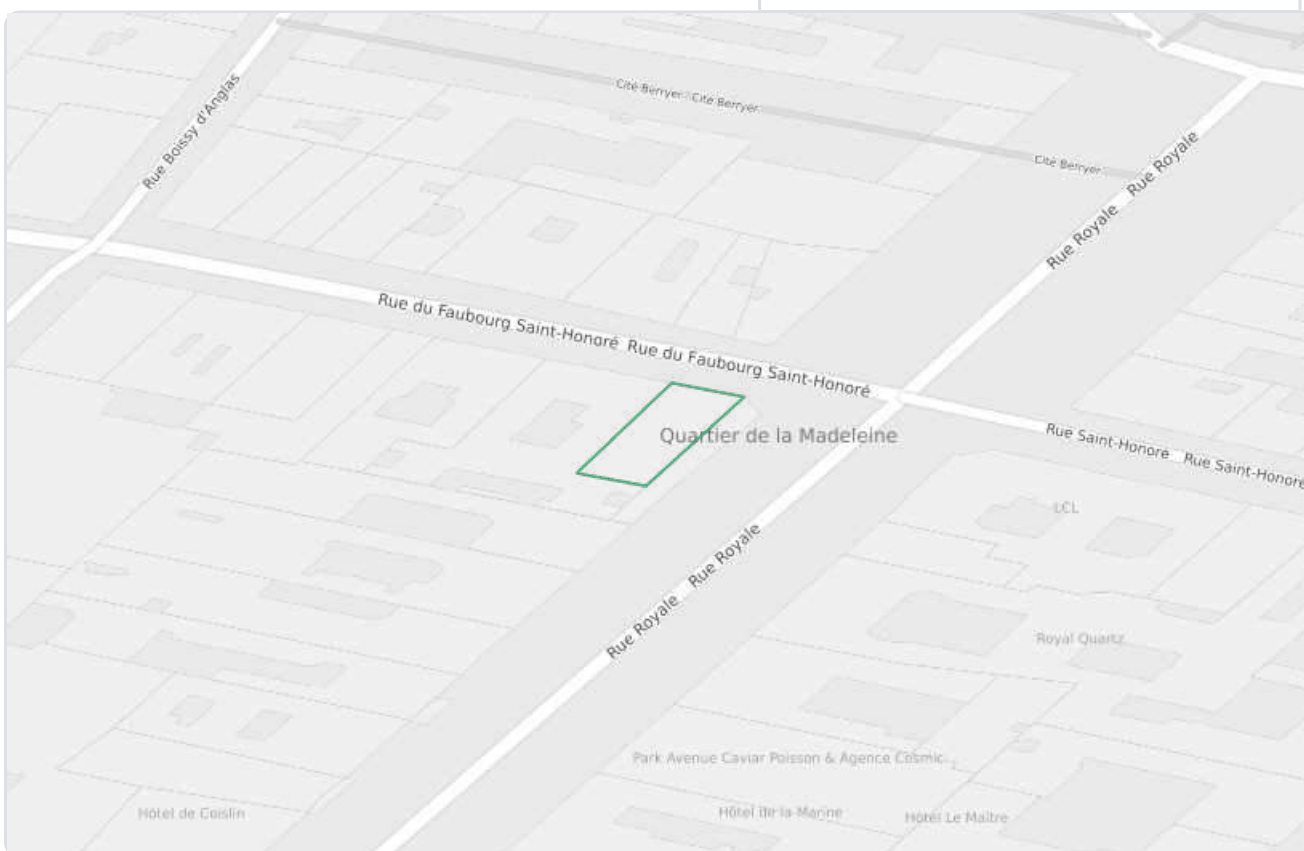 Cité Berryer Cité Berryer
Rue Boissy d'Anglas
Cité Berryer
Rue Royale
Rue Royale
Rue du Faubourg Saint-Honoré Rue du Faubourg Saint-Honoré
Quartier de la Madeleine
Rue Saint-Honoré Rue Saint-Honoré
LCL
Rue Royale
Rue Royale
Royal Quartz
Park Avenue Caviar Poisson & Agence Cosmic
Hôtel de Coislin
Hôtel de la Marine
Hôtel Le Maître